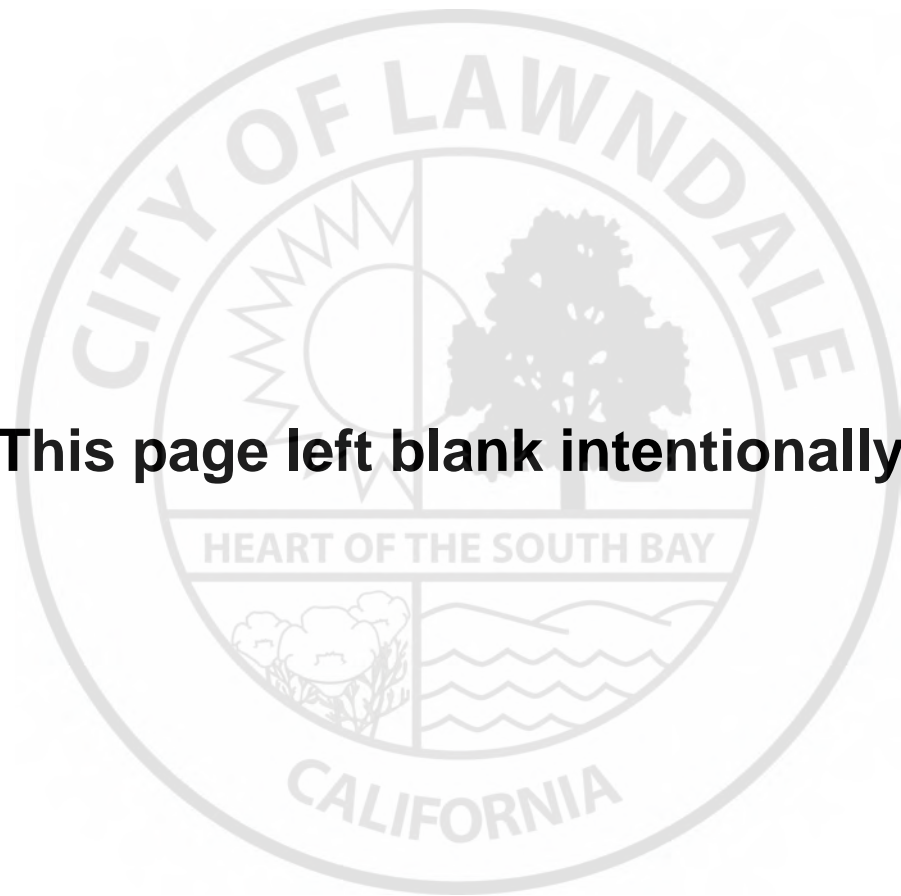 CITY OF LAWNDALE
This page left blank intentionally
HEART OF THE SOUTH BAY
CALIFORNIA